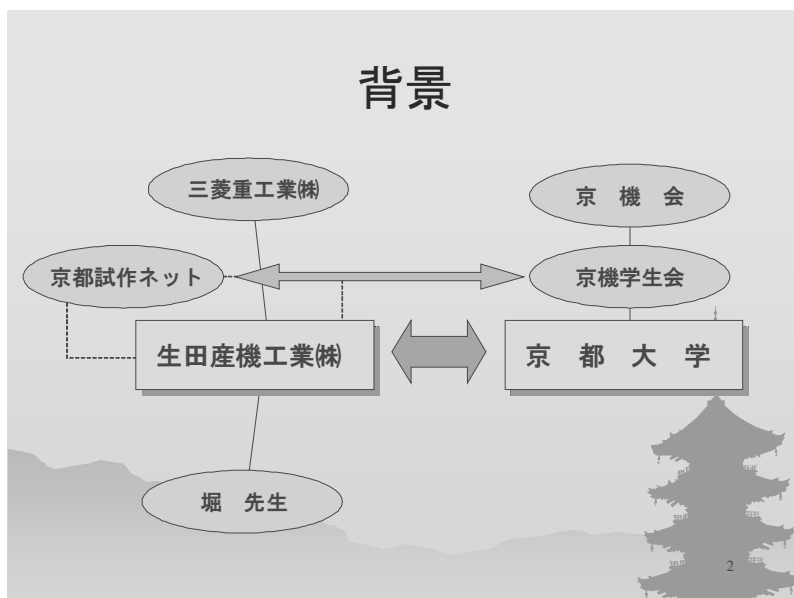 背景
三菱重工業㈱
京　機　会
京都試作ネット
京機学生会
生田産機工業㈱
京　都　大　学
堀　先生
2